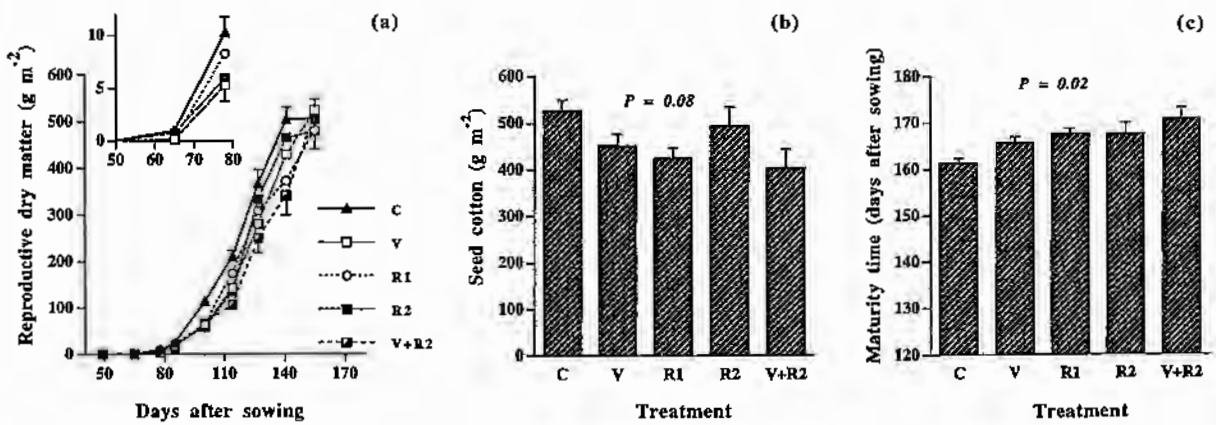 (a)
Reproductive dry matter (g m-2)
600
500
400
300
200
100
0
10
5
0
50 60 70 80
C
V
R1
R2
V+R2
50 80 110 140 170
Days after sowing
(b)
Seed cotton (g m-2)
600
500
400
300
200
100
0
P = 0.08
C V R1 R2 V+R2
Treatment
(c)
Maturity time (days after sowing)
180
170
160
150
140
130
120
P = 0.02
C V R1 R2 V+R2
Treatment